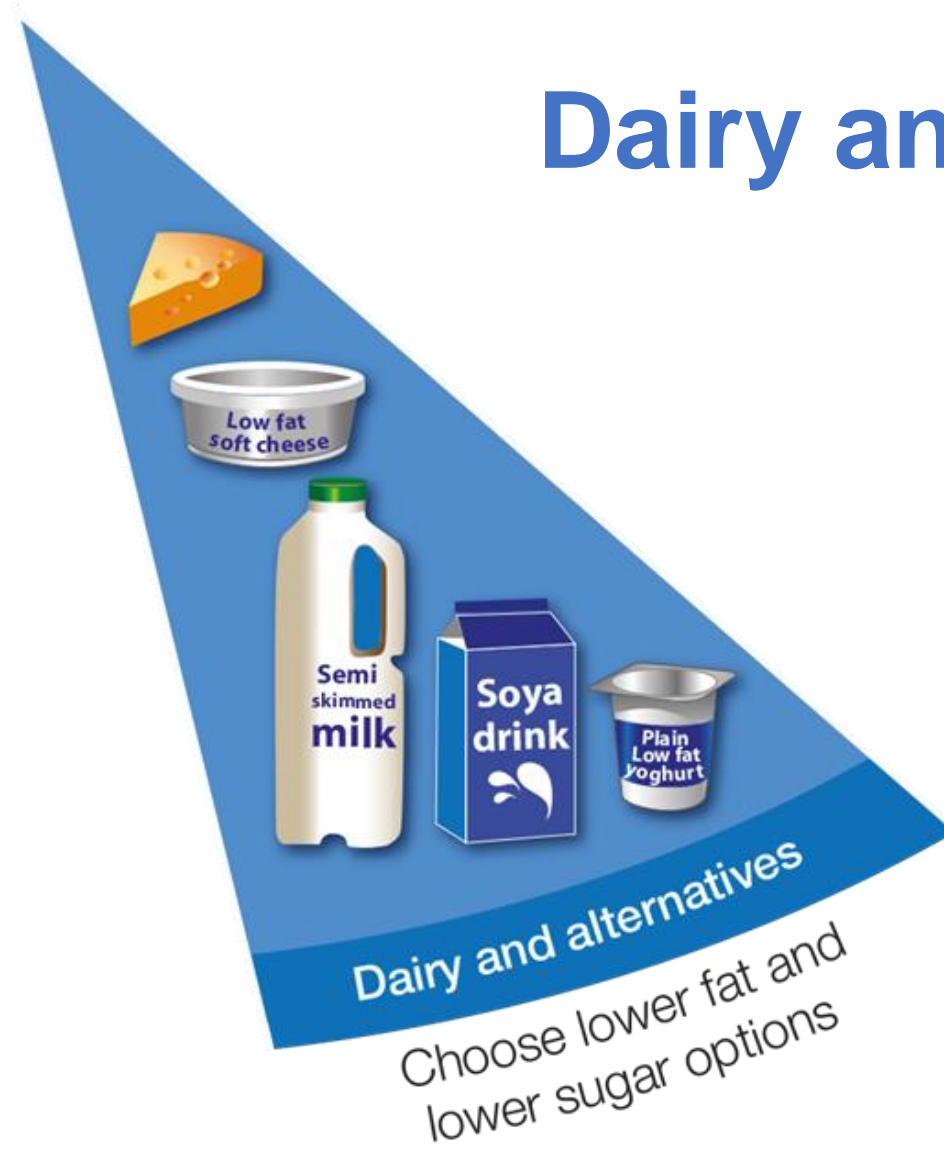 Dairy an
Low fat
soft cheese
Semi
skimmed
milk
Soya
drink
Plain
Low fat
yoghurt
Dairy and alternatives
Choose lower fat and
lower sugar options